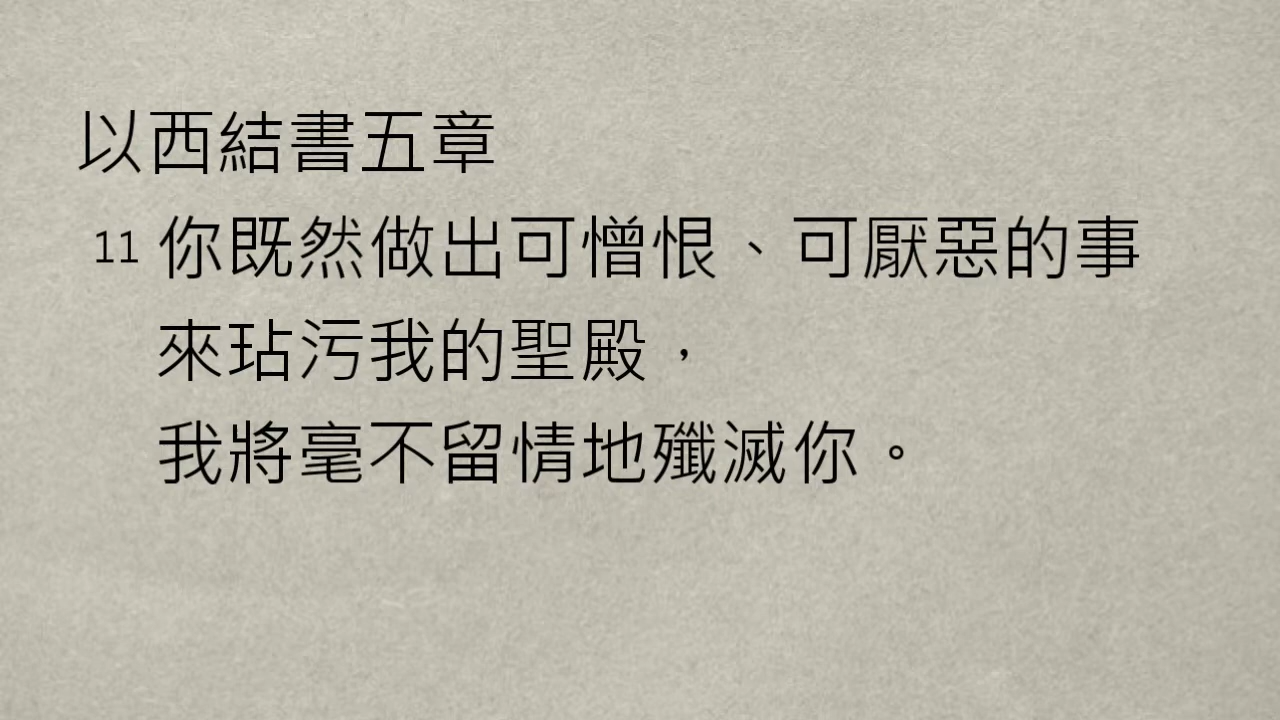 以西結書五章
11 你既然做出可憎恨、可厭惡的事
來玷污我的聖殿，
我將毫不留情地殲滅你。